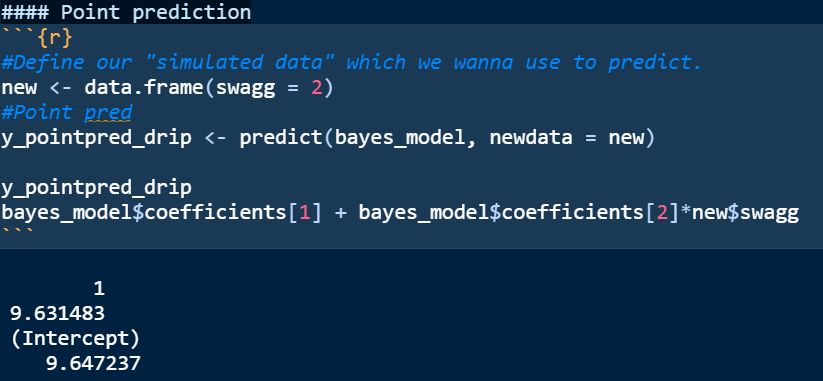 #### Point prediction
```{r}
#Define our "simulated data" which we wanna use to predict.
new <- data.frame(swagg = 2)
#Point pred
y_pointpred_drip <- predict(bayes_model, newdata = new)
y_pointpred_drip
bayes_model$coefficients[1] + bayes_model$coefficients[2]*new$swagg
```
1
9.631483
(Intercept)
9.647237